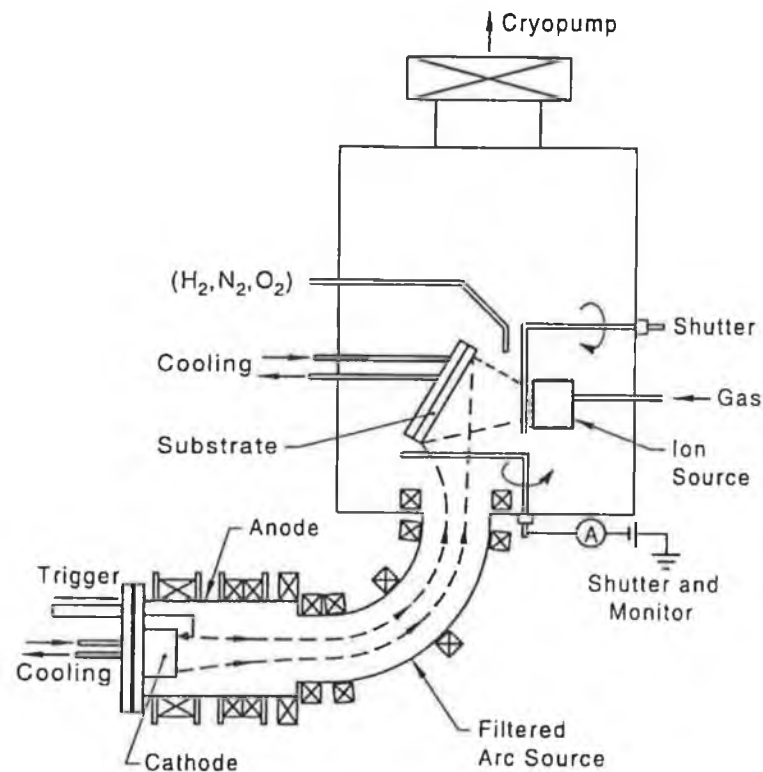 Cryopump
(H₂,N₂,O₂)
Shutter
Cooling
Gas
Substrate
Ion
Source
Anode
A
Trigger
Shutter and
Monitor
Cooling
Filtered
Arc Source
Cathode